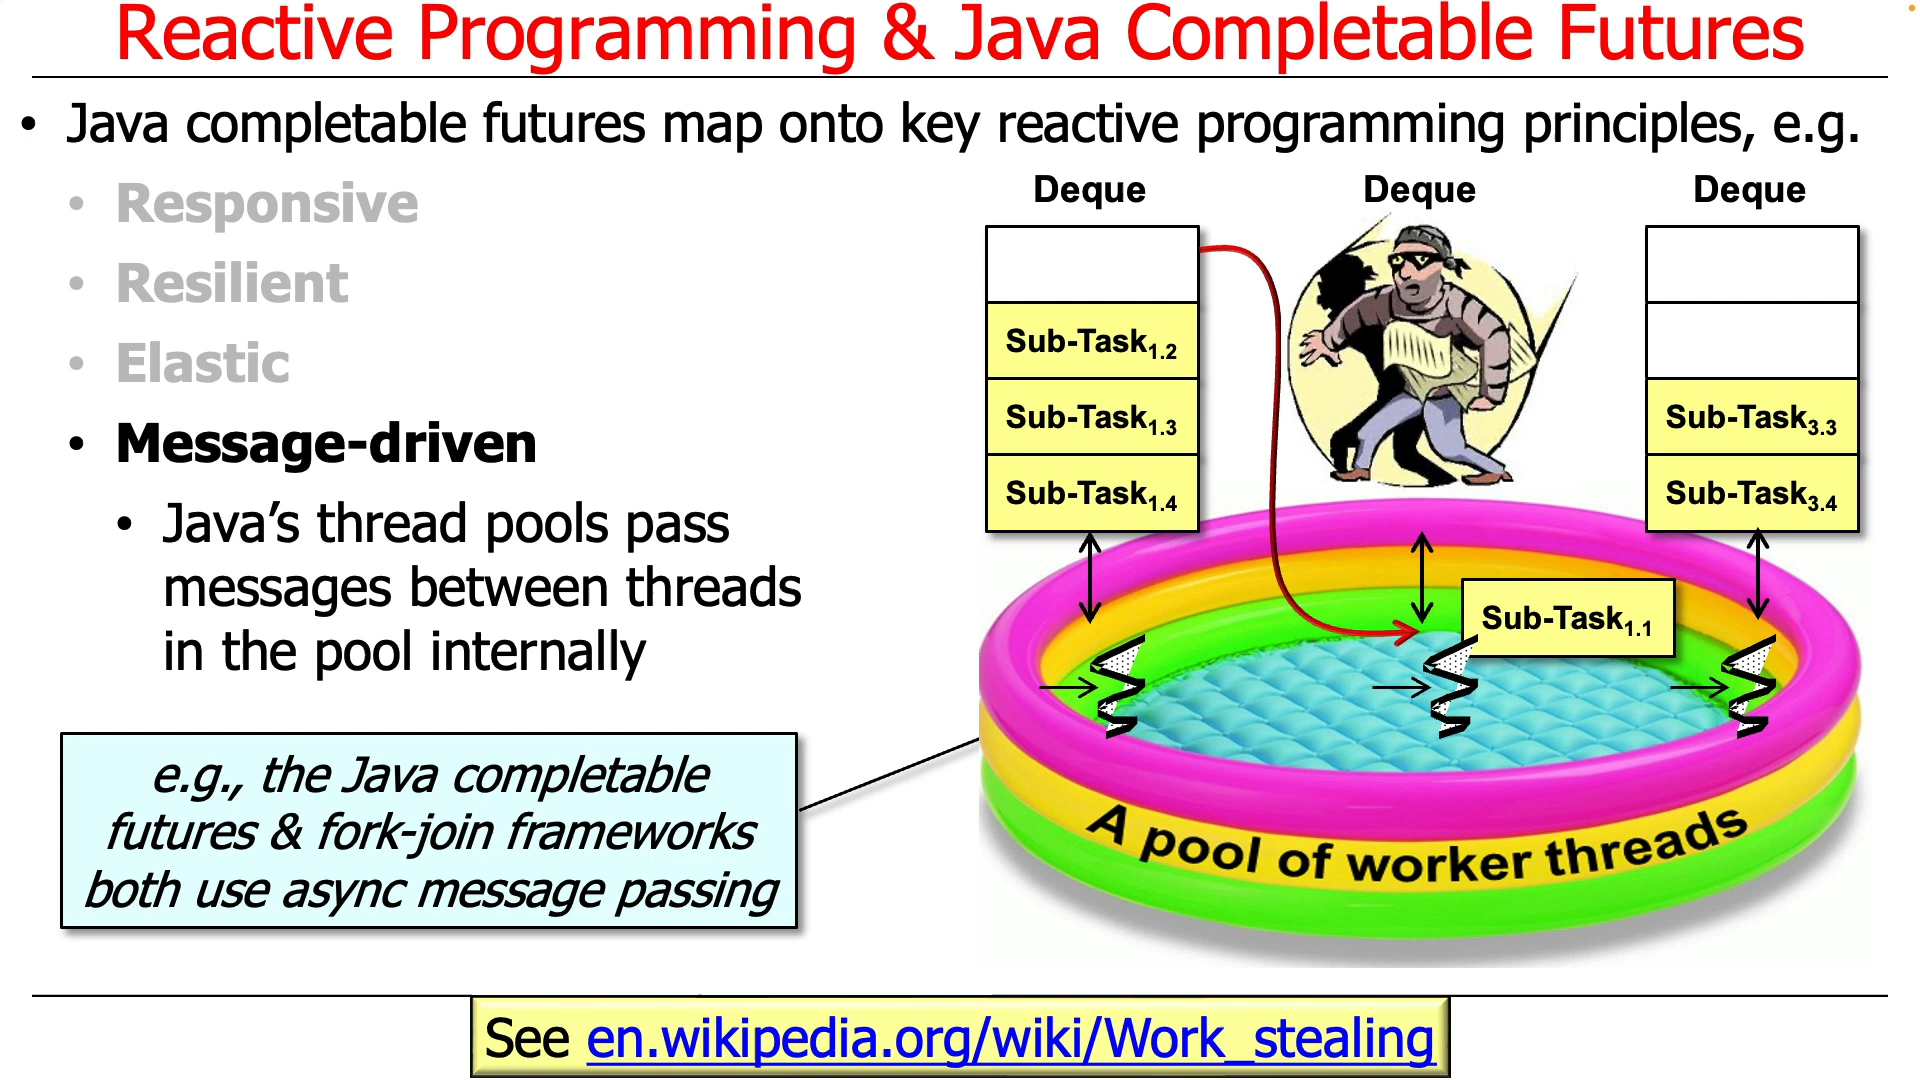 Reactive Programming & Java Completable Futures
• Java completable futures map onto key reactive programming principles, e.g.
• Responsive
• Resilient
• Elastic
• Message-driven
• Java’s thread pools pass
messages between threads
in the pool internally
e.g., the Java completable
futures & fork-join frameworks
both use async message passing
Deque
Deque
Deque
Sub-Task1.2
Sub-Task1.3
Sub-Task1.4
Sub-Task3.3
Sub-Task3.4
Sub-Task1.1
A pool of worker threads
See en.wikipedia.org/wiki/Work_stealing